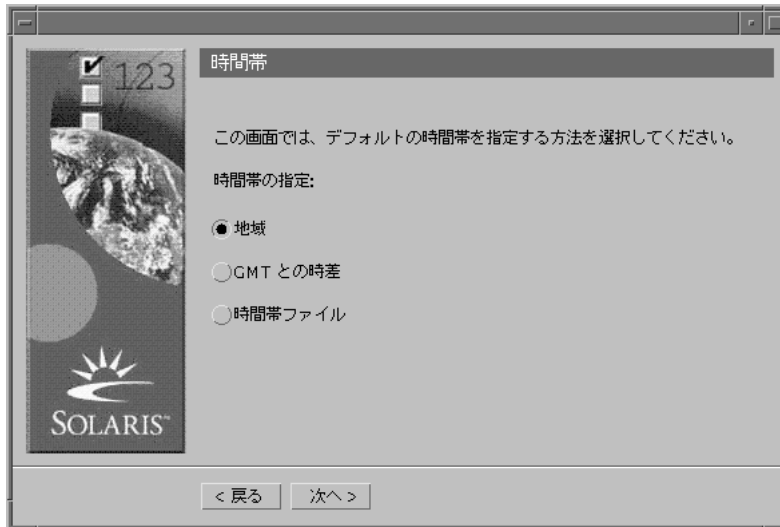 時間帯
123
この画面では、デフォルトの時間帯を指定する方法を選択してください。
時間帯の指定:
地域
GMT との時差
時間帯ファイル
SOLARIS™
< 戻る
次へ >